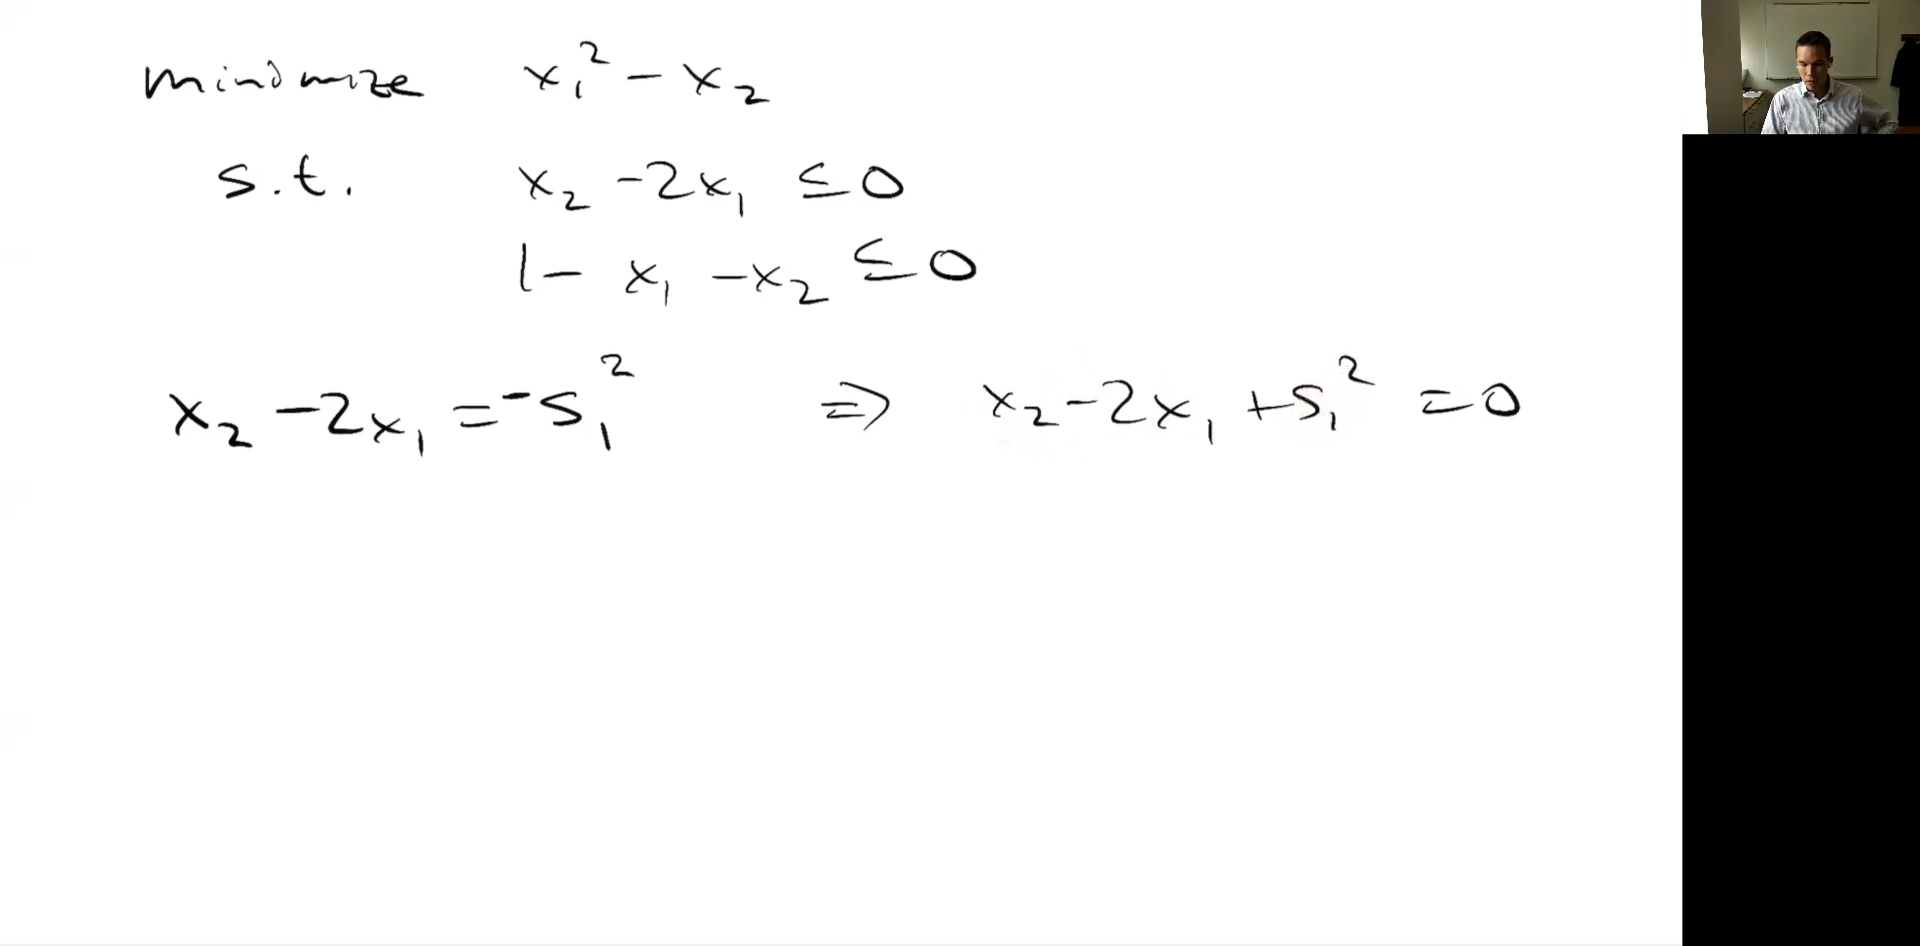 minimize x₁² - x₂
s.t. x₂ - 2x₁ ≤ 0
1 - x₁ - x₂ ≤ 0
x₂ - 2x₁ = -s₁² ⇒ x₂ - 2x₁ + s₁² = 0